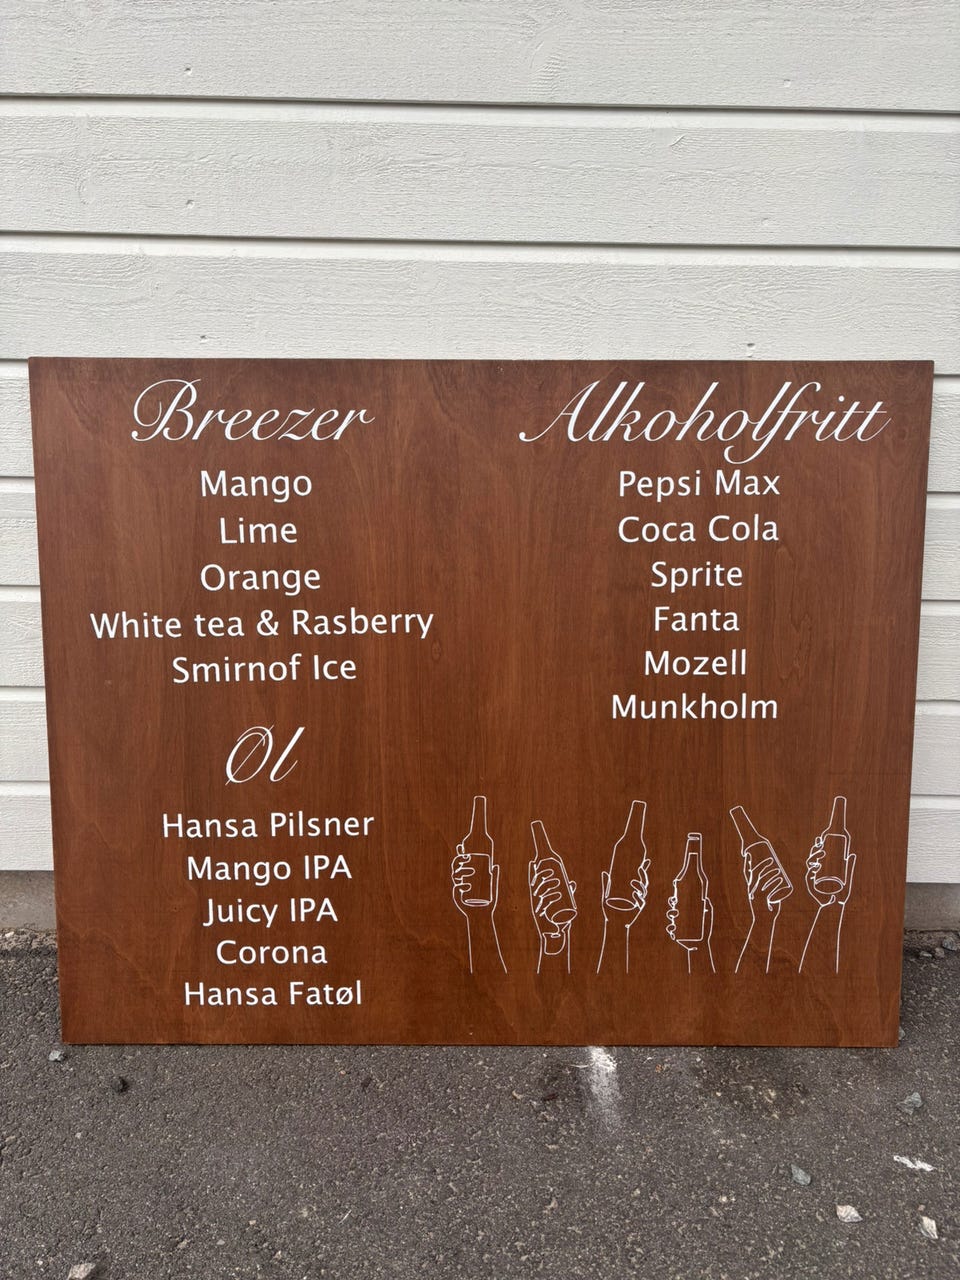 Breezer
Mango
Lime
Orange
White tea & Rasberry
Smirnof Ice
Øl
Hansa Pilsner
Mango IPA
Juicy IPA
Corona
Hansa Fatøl
Alkoholfritt
Pepsi Max
Coca Cola
Sprite
Fanta
Mozell
Munkholm